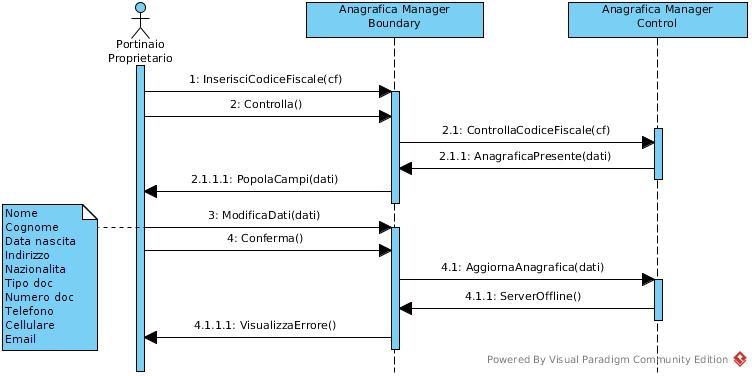 Anagrafica Manager
Boundary
Anagrafica Manager
Control
Portinaio
Proprietario
1: InserisciCodiceFiscale(cf)
2: Controlla()
2.1: ControllaCodiceFiscale(cf)
2.1.1: AnagraficaPresente(dati)
2.1.1.1: PopolaCampi(dati)
3: ModificaDati(dati)
4: Conferma()
Nome
Cognome
Data nascita
Indirizzo
Nazionalita
Tipo doc
Numero doc
Telefono
Cellulare
Email
4.1: AggiornaAnagrafica(dati)
4.1.1: ServerOffline()
4.1.1.1: VisualizzaErrore()
Powered By Visual Paradigm Community Edition